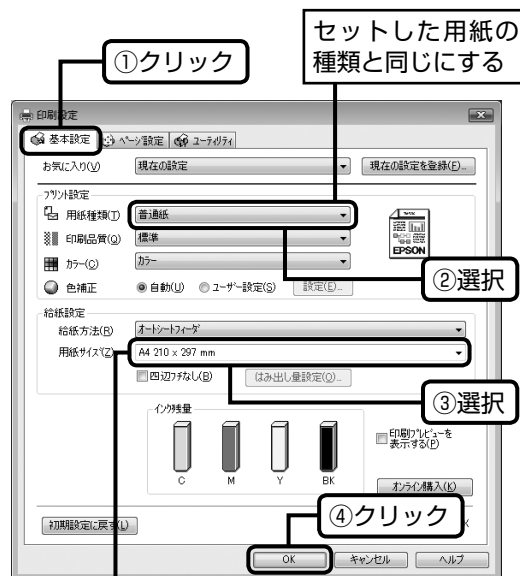 セットした用紙の
種類と同じにする
①クリック
印刷設定
基本設定
ページ設定
ユーティリティ
お気に入り(V)
現在の設定
現在の設定を登録(F)...
プリント設定
用紙種類(T)
普通紙
印刷品質(Q)
標準
カラー(C)
カラー
EPSON
色補正
自動(U)
ユーザー設定(S)
設定(E)...
②選択
給紙設定
給紙方法(R)
オートシートフィーダ
用紙サイズ(Z)
A4 210 x 297 mm
四辺フチなし(B)
はみ出し量設定(O)...
③選択
インク残量
C
M
Y
BK
印刷プレビューを
表示する(P)
オンライン購入(K)
初期設定に戻す(L)
④クリック
OK
キャンセル
ヘルプ